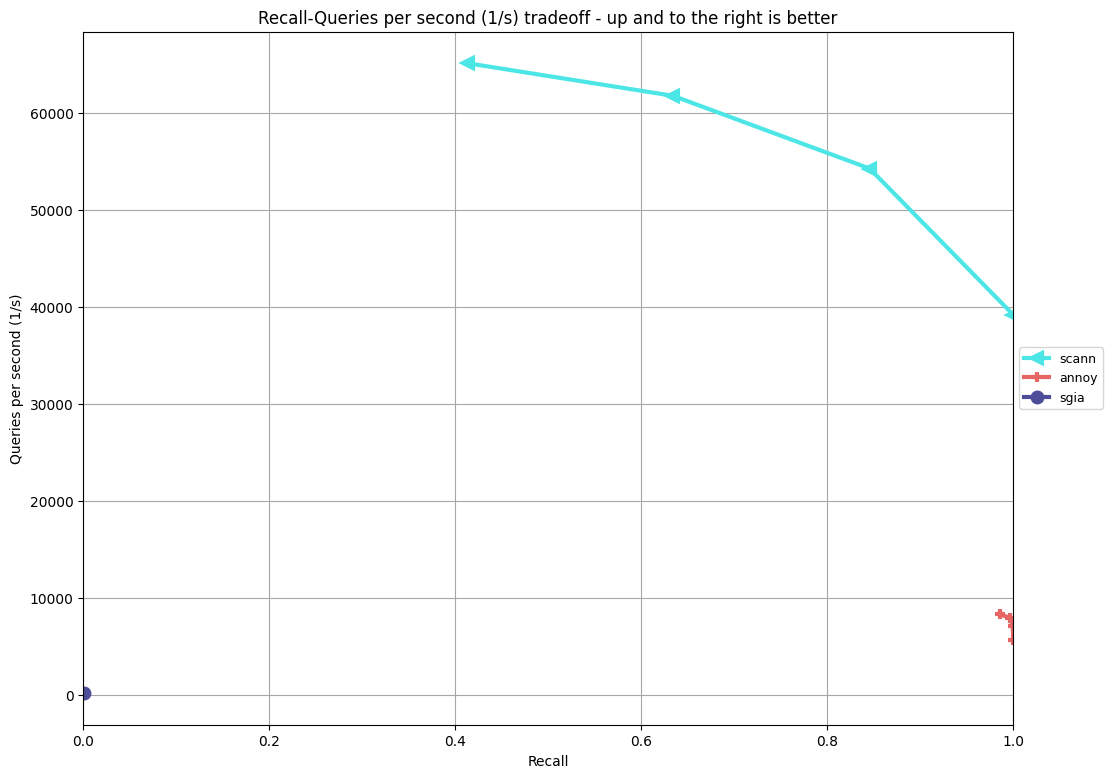 Recall-Queries per second (1/s) tradeoff - up and to the right is better
Queries per second (1/s)
60000
50000
40000
30000
20000
10000
0
0.0
0.2
0.4
0.6
0.8
1.0
Recall
scann
annoy
sgia